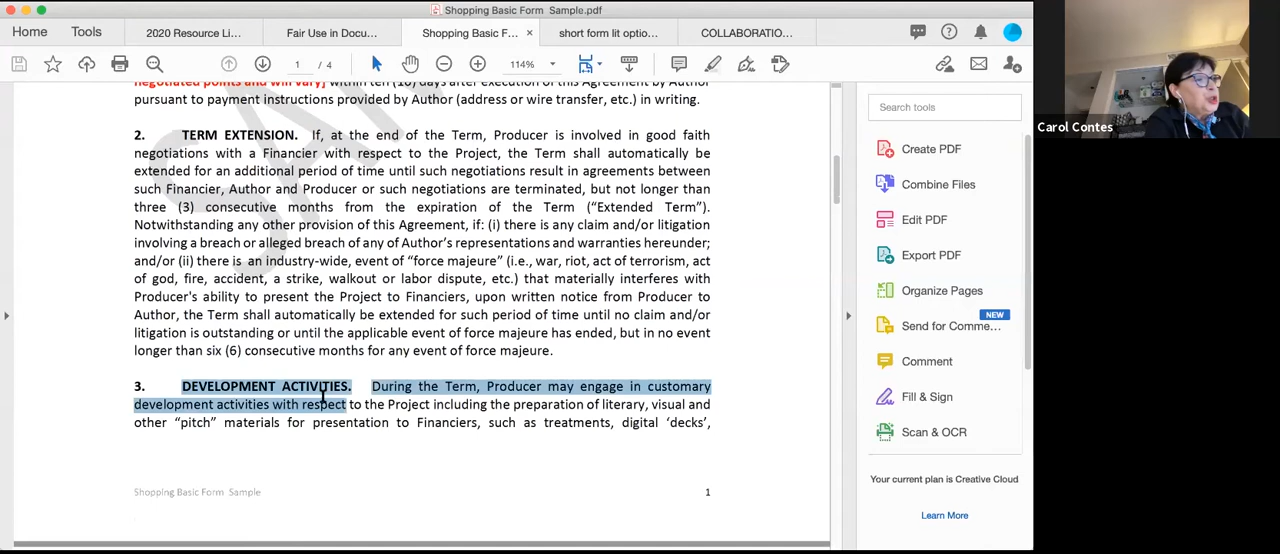 Shopping Basic Form Sample.pdf
Home
Tools
2020 Resource Li...
Fair Use in Docu...
Shopping Basic F...
×
short form lit optio...
COLLABORATIO...
1 / 4
114%
negotiated points and will vary] within ten (10) days after execution of this Agreement by Author
pursuant to payment instructions provided by Author (address or wire transfer, etc.) in writing.
2. TERM EXTENSION. If, at the end of the Term, Producer is involved in good faith
negotiations with a Financier with respect to the Project, the Term shall automatically be
extended for an additional period of time until such negotiations result in agreements between
such Financier, Author and Producer or such negotiations are terminated, but not longer than
three (3) consecutive months from the expiration of the Term (“Extended Term”).
Notwithstanding any other provision of this Agreement, if: (i) there is any claim and/or litigation
involving a breach or alleged breach of any of Author’s representations and warranties hereunder;
and/or (ii) there is an industry-wide, event of “force majeure” (i.e., war, riot, act of terrorism, act
of god, fire, accident, a strike, walkout or labor dispute, etc.) that materially interferes with
Producer's ability to present the Project to Financiers, upon written notice from Producer to
Author, the Term shall automatically be extended for such period of time until no claim and/or
litigation is outstanding or until the applicable event of force majeure has ended, but in no event
longer than six (6) consecutive months for any event of force majeure.
3. DEVELOPMENT ACTIVITIES. During the Term, Producer may engage in customary
development activities with respect to the Project including the preparation of literary, visual and
other “pitch” materials for presentation to Financiers, such as treatments, digital ‘decks’,
Shopping Basic Form Sample
1
Search tools
Create PDF
Combine Files
Edit PDF
Export PDF
Organize Pages
NEW
Send for Comme...
Comment
Fill & Sign
Scan & OCR
Your current plan is Creative Cloud
Learn More
Carol Contes